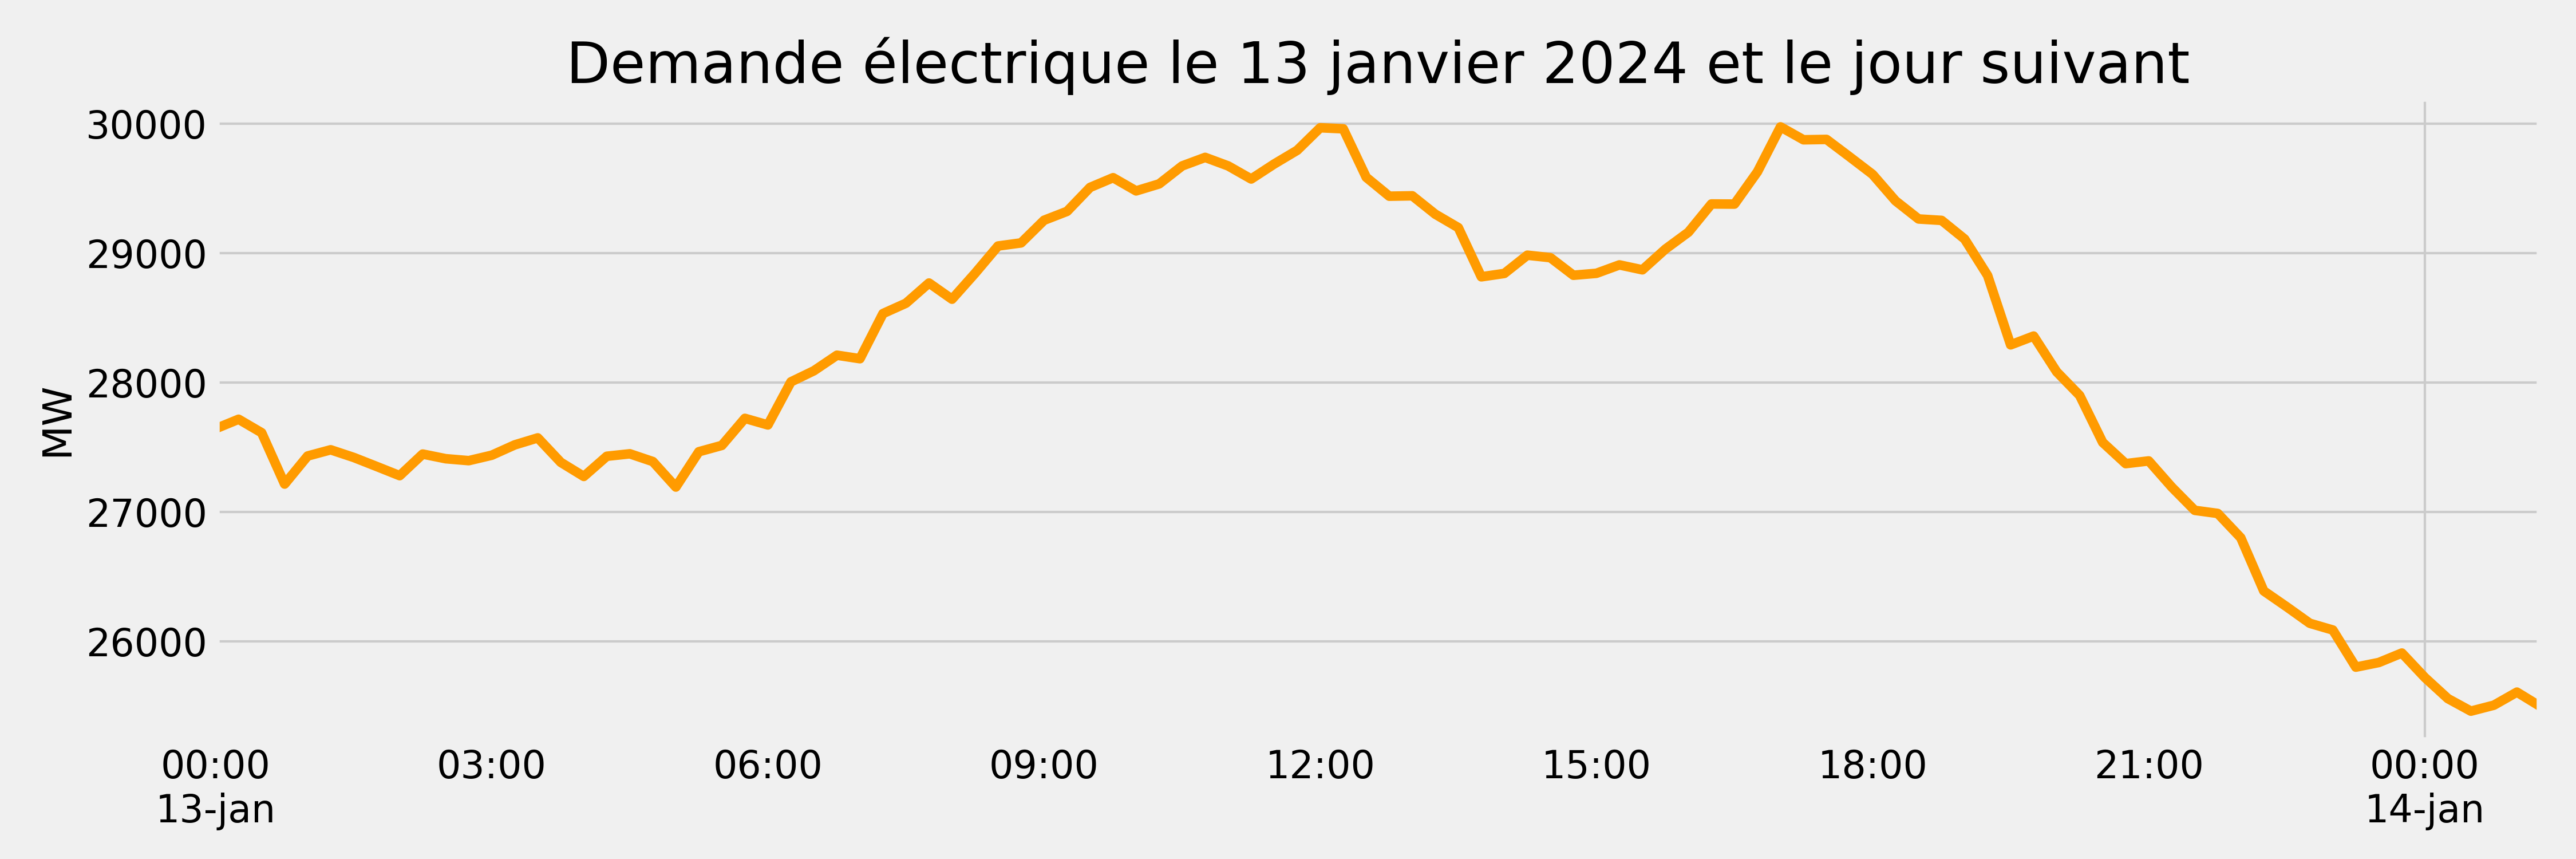 Demande électrique le 13 janvier 2024 et le jour suivant
30000
29000
28000
27000
26000
MW
00:00 03:00 06:00 09:00 12:00 15:00 18:00 21:00 00:00
13-jan 14-jan